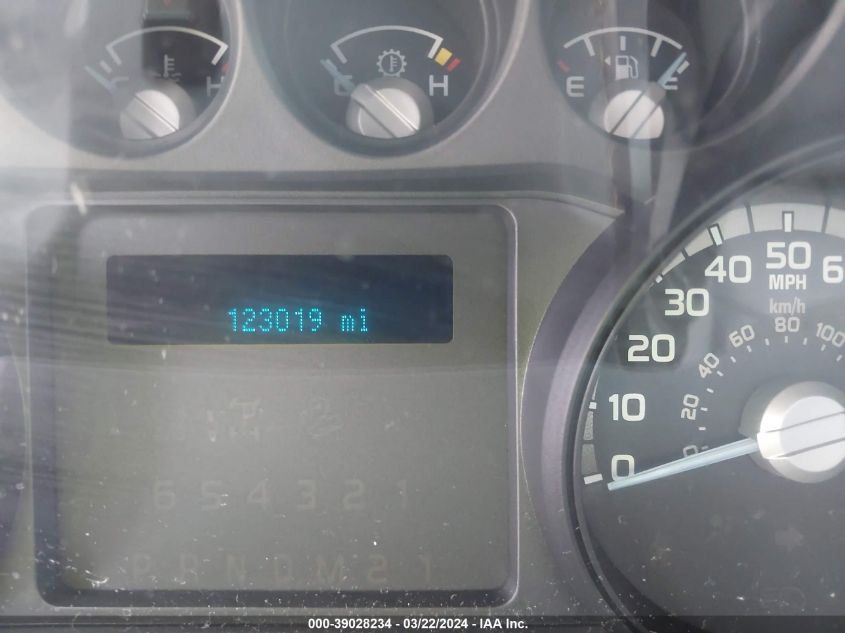 H
C H
E F
123019 mi
6 5 4 3 2 1
P R N D M 2 1
0 10 20 30 40 50 6
MPH
km/h
0 20 40 60 80 100
000-39028234 - 03/22/2024 - IAA Inc.